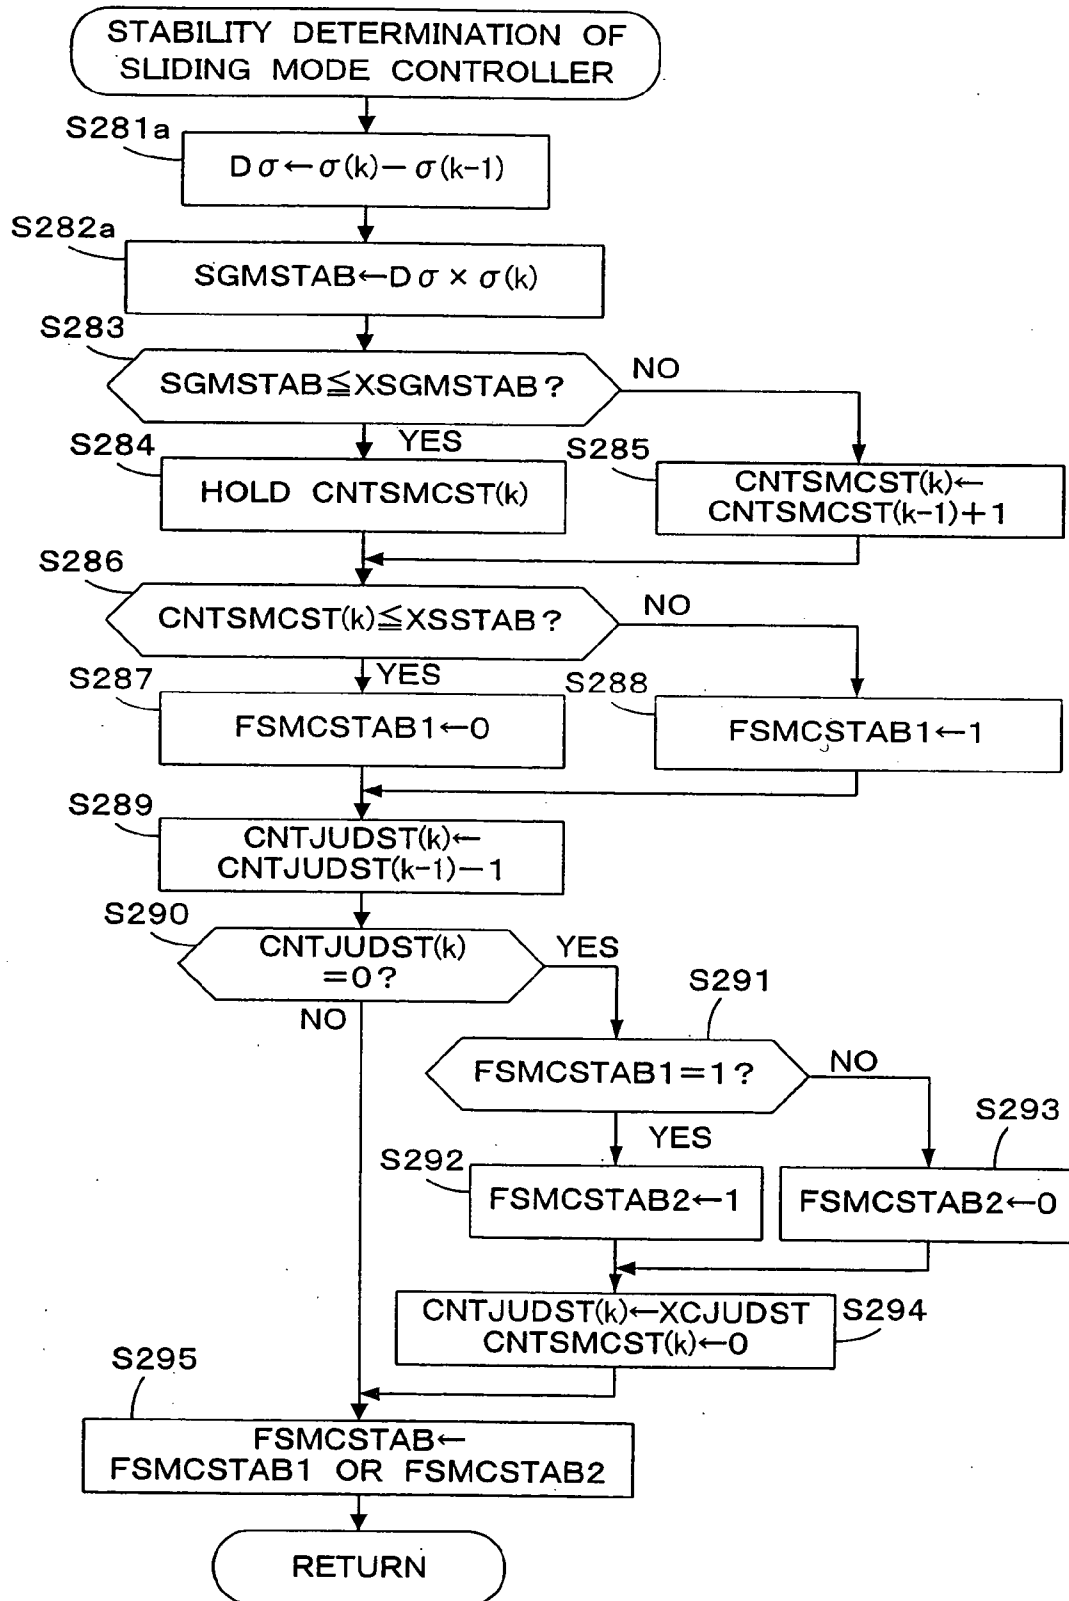 STABILITY DETERMINATION OF
SLIDING MODE CONTROLLER
S281a
Dσ←σ(k)−σ(k-1)
S282a
SGMSTAB←Dσ×σ(k)
S283
SGMSTAB≦XSGMSTAB?
NO
YES
S284
HOLD CNTSMCST(k)
S285
CNTSMCST(k)←
CNTSMCST(k-1)+1
S286
CNTSMCST(k)≦XSSTAB?
NO
YES
S287
FSMCSTAB1←0
S288
FSMCSTAB1←1
S289
CNTJUDST(k)←
CNTJUDST(k-1)−1
S290
CNTJUDST(k)
=0?
YES
NO
S291
FSMCSTAB1=1?
NO
YES
S292
FSMCSTAB2←1
S293
FSMCSTAB2←0
CNTJUDST(k)←XCJUDST
CNTSMCST(k)←0
S294
S295
FSMCSTAB←
FSMCSTAB1 OR FSMCSTAB2
RETURN